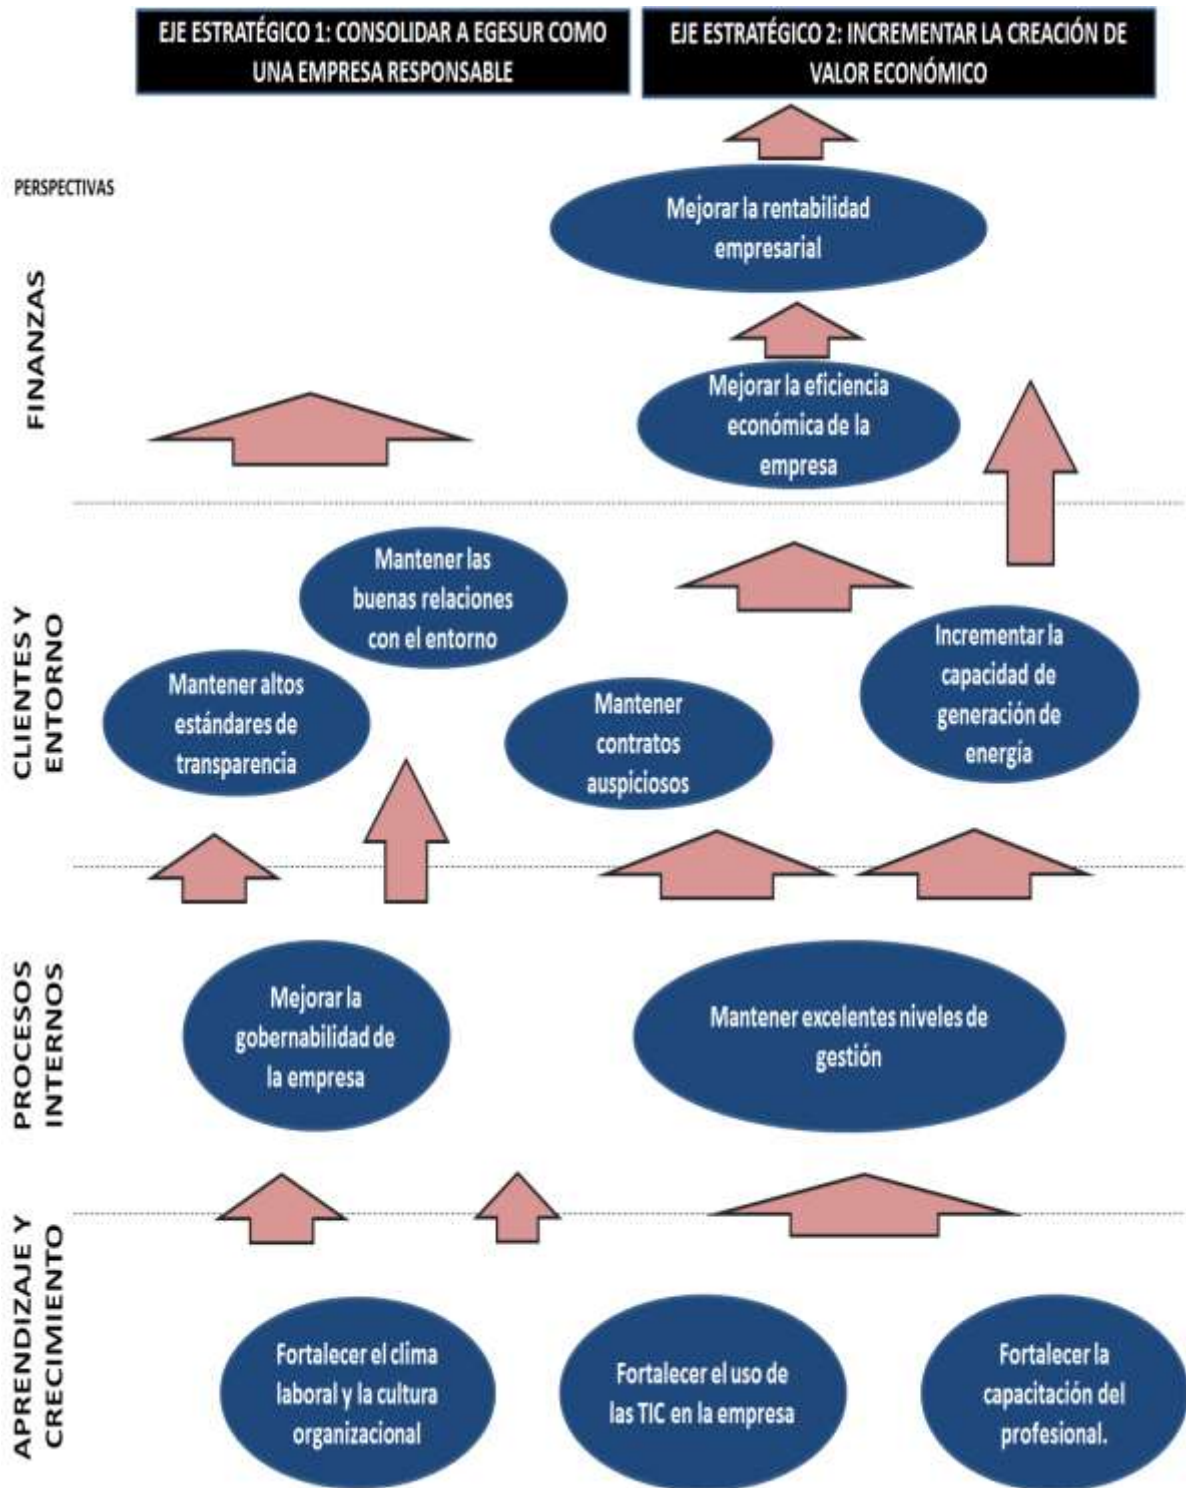 EJE ESTRATÉGICO 1: CONSOLIDAR A EGESUR COMO
UNA EMPRESA RESPONSABLE
EJE ESTRATÉGICO 2: INCREMENTAR LA CREACIÓN DE
VALOR ECONÓMICO
PERSPECTIVAS
FINANZAS
Mejorar la rentabilidad
empresarial
Mejorar la eficiencia
económica de la
empresa
CLIENTES Y
ENTORNO
Mantener las
buenas relaciones
con el entorno
Mantener altos
estándares de
transparencia
Mantener
contratos
auspiciosos
Incrementar la
capacidad de
generación de
energía
PROCESOS
INTERNOS
Mejorar la
gobernabilidad de
la empresa
Mantener excelentes niveles de
gestión
APRENDIZAJE Y
CRECIMIENTO
Fortalecer el clima
laboral y la cultura
organizacional
Fortalecer el uso de
las TIC en la empresa
Fortalecer la
capacitación del
profesional.